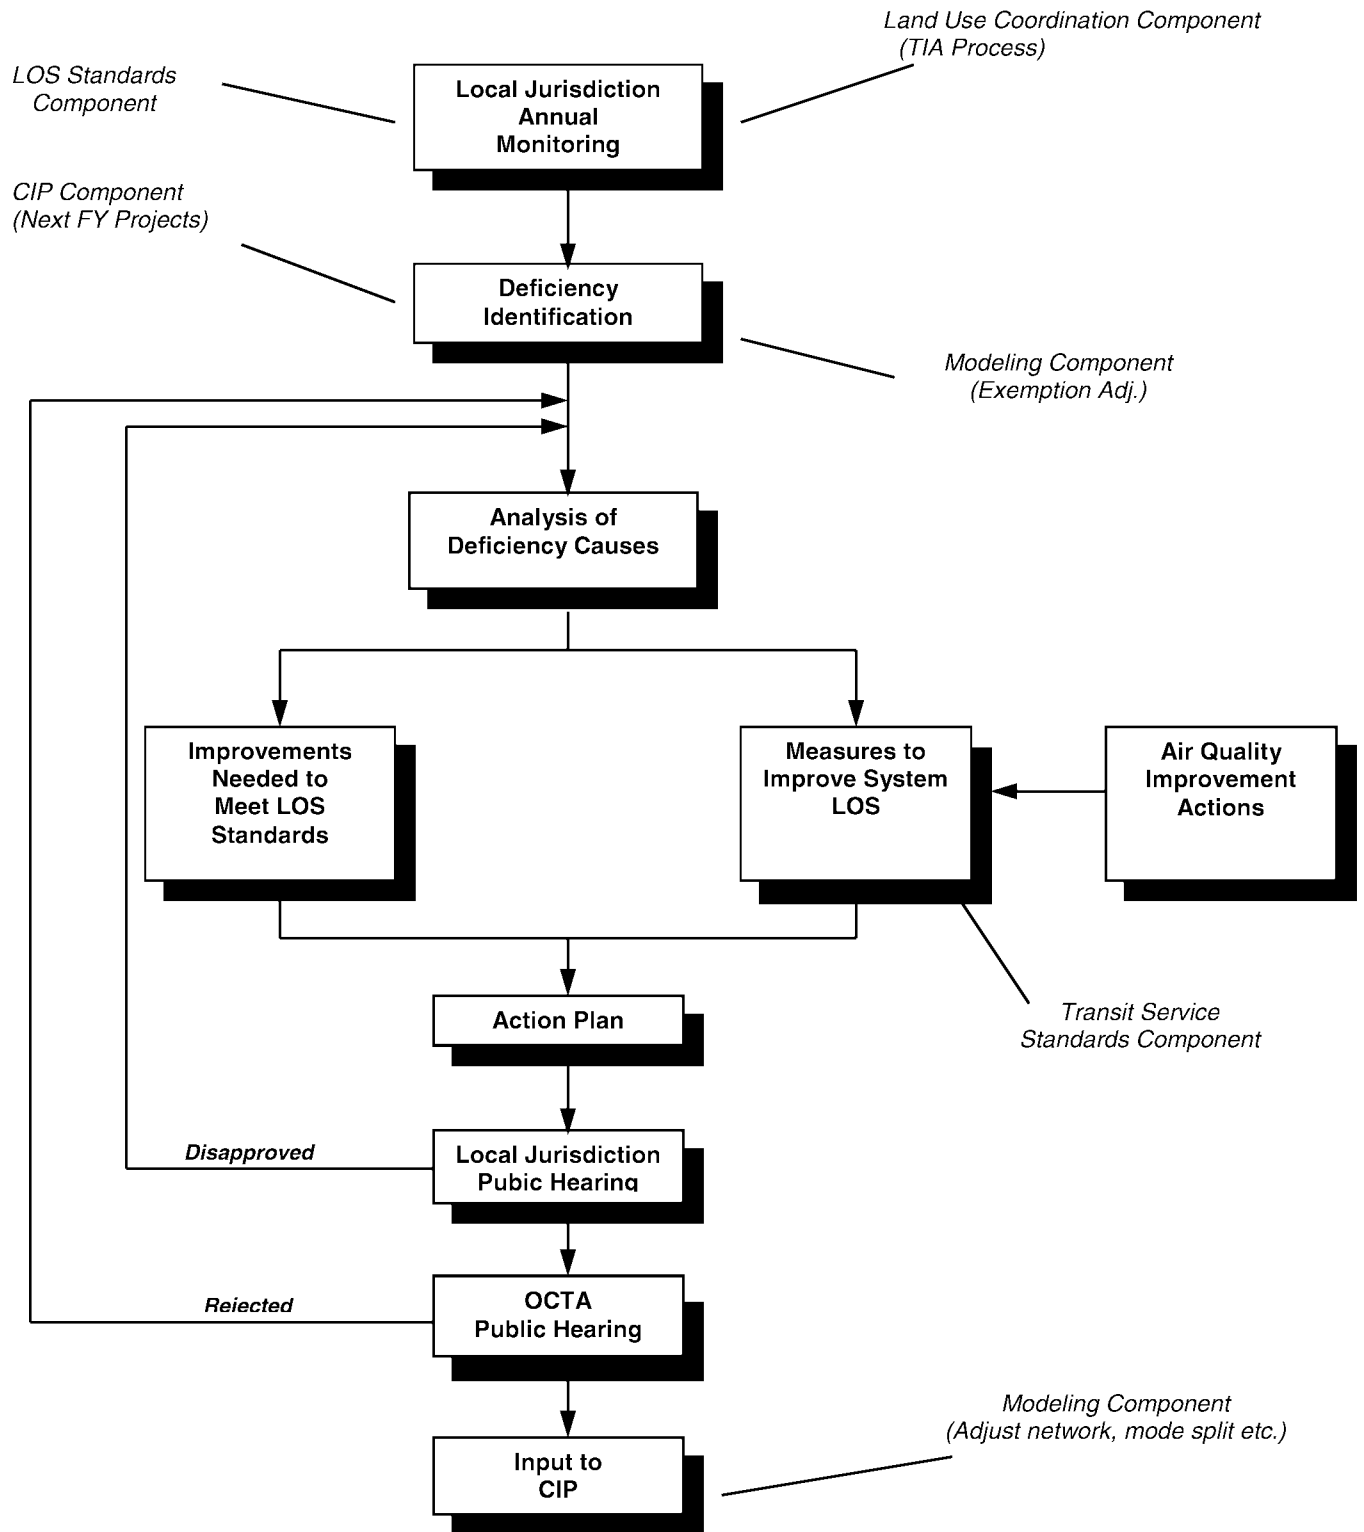 Land Use Coordination Component
(TIA Process)
LOS Standards
Component
Local Jurisdiction
Annual
Monitoring
CIP Component
(Next FY Projects)
Deficiency
Identification
Modeling Component
(Exemption Adj.)
Analysis of
Deficiency Causes
Improvements
Needed to
Meet LOS
Standards
Measures to
Improve System
LOS
Air Quality
Improvement
Actions
Transit Service
Standards Component
Action Plan
Disapproved
Local Jurisdiction
Pubic Hearing
Rejected
OCTA
Public Hearing
Modeling Component
(Adjust network, mode split etc.)
Input to
CIP